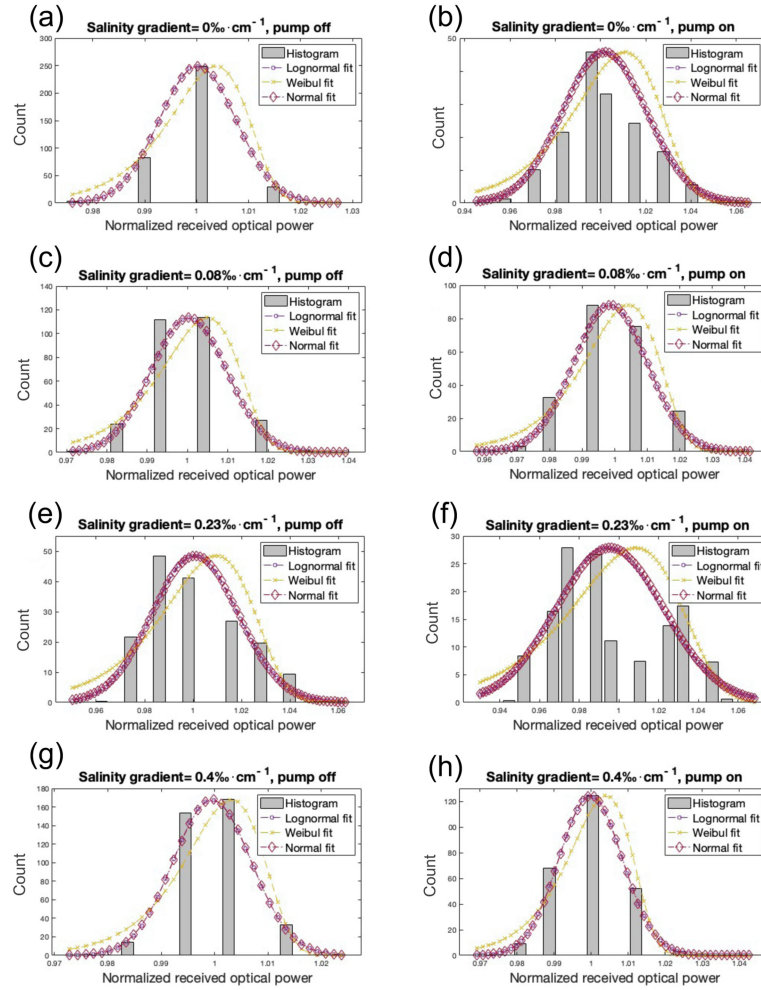 (a)
Salinity gradient= 0‰·cm⁻¹, pump off
Count
300
250
200
150
100
50
0
Histogram
Lognormal fit
Weibul fit
Normal fit
0.98 0.99 1 1.01 1.02 1.03
Normalized received optical power
(b)
Salinity gradient= 0‰·cm⁻¹, pump on
Count
50
0
Histogram
Lognormal fit
Weibul fit
Normal fit
0.94 0.96 0.98 1 1.02 1.04 1.06
Normalized received optical power
(c)
Salinity gradient= 0.08‰·cm⁻¹, pump off
Count
140
120
100
80
60
40
20
0
Histogram
Lognormal fit
Weibul fit
Normal fit
0.97 0.98 0.99 1 1.01 1.02 1.03 1.04
Normalized received optical power
(d)
Salinity gradient= 0.08‰·cm⁻¹, pump on
Count
100
80
60
40
20
0
Histogram
Lognormal fit
Weibul fit
Normal fit
0.96 0.97 0.98 0.99 1 1.01 1.02 1.03 1.04
Normalized received optical power
(e)
Salinity gradient= 0.23‰·cm⁻¹, pump off
Count
50
40
30
20
10
0
Histogram
Lognormal fit
Weibul fit
Normal fit
0.96 0.98 1 1.02 1.04 1.06
Normalized received optical power
(f)
Salinity gradient= 0.23‰·cm⁻¹, pump on
Count
30
25
20
15
10
5
0
Histogram
Lognormal fit
Weibul fit
Normal fit
0.94 0.96 0.98 1 1.02 1.04 1.06
Normalized received optical power
(g)
Salinity gradient= 0.4‰·cm⁻¹, pump off
Count
180
160
140
120
100
80
60
40
20
0
Histogram
Lognormal fit
Weibul fit
Normal fit
0.97 0.98 0.99 1 1.01 1.02
Normalized received optical power
(h)
Salinity gradient= 0.4‰·cm⁻¹, pump on
Count
120
100
80
60
40
20
0
Histogram
Lognormal fit
Weibul fit
Normal fit
0.97 0.98 0.99 1 1.01 1.02 1.03 1.04
Normalized received optical power